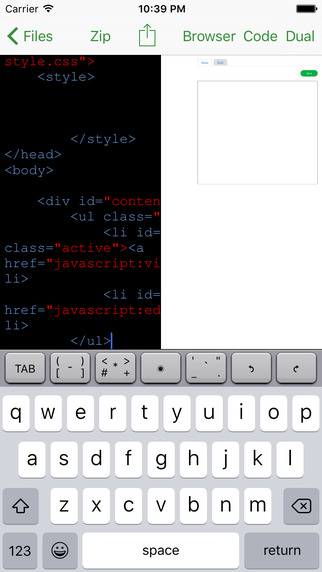 Carrier 10:39 PM
Files Zip Browser Code Dual
style.css">
<style>
</style>
</head>
<body>
<div id="conten
<ul class="
<li id=
class="active"><a
href="javascript:vi
li>
<li id=
href="javascript:ed
li>
</ul>
TAB ( - ) [ ] < * > # + ' ` " _ .
q w e r t y u i o p
a s d f g h j k l
z x c v b n m
123 space return